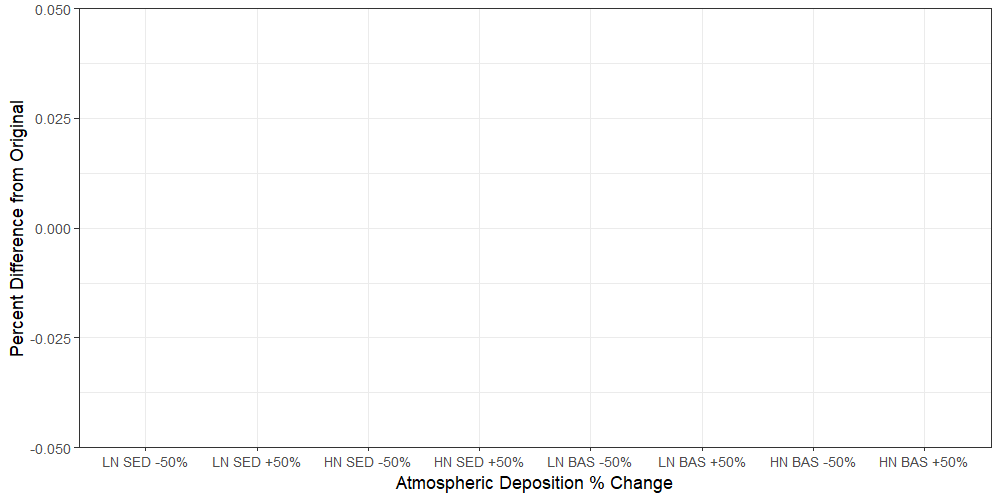 0.050
0.025
0.000
-0.025
-0.050
Percent Difference from Original
LN SED -50% LN SED +50% HN SED -50% HN SED +50% LN BAS -50% LN BAS +50% HN BAS -50% HN BAS +50%
Atmospheric Deposition % Change